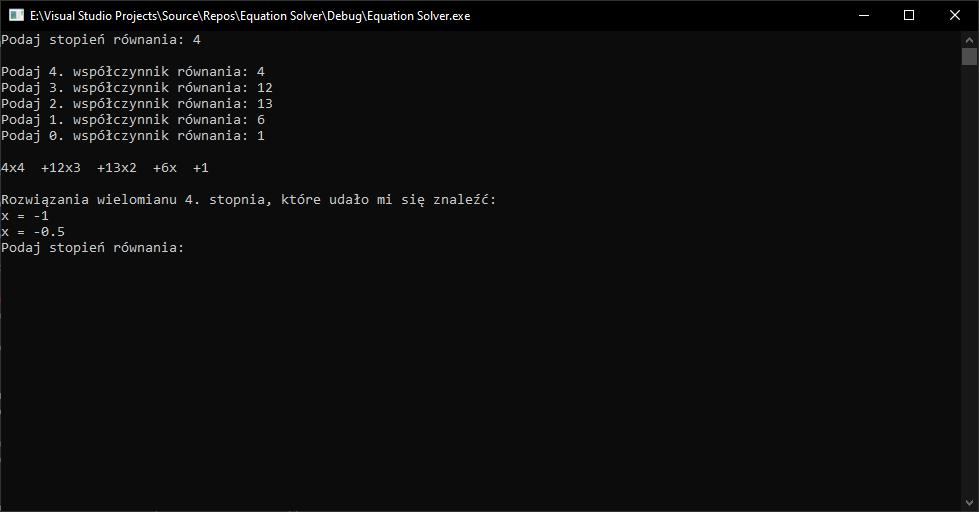 E:\Visual Studio Projects\Source\Repos\Equation Solver\Debug\Equation Solver.exe
Podaj stopień równania: 4
Podaj 4. współczynnik równania: 4
Podaj 3. współczynnik równania: 12
Podaj 2. współczynnik równania: 13
Podaj 1. współczynnik równania: 6
Podaj 0. współczynnik równania: 1
4x4  +12x3  +13x2  +6x  +1
Rozwiązania wielomianu 4. stopnia, które udało mi się znaleźć:
x = -1
x = -0.5
Podaj stopień równania: